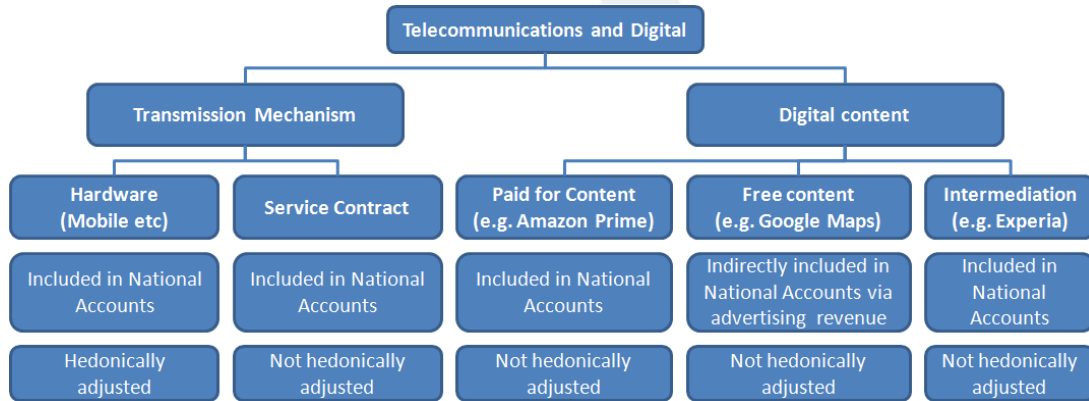 Telecommunications and Digital
Transmission Mechanism
Digital content
Hardware
(Mobile etc)
Service Contract
Paid for Content
(e.g. Amazon Prime)
Free content
(e.g. Google Maps)
Intermediation
(e.g. Experia)
Included in National
Accounts
Included in National
Accounts
Included in National
Accounts
Indirectly included in
National Accounts via
advertising revenue
Included in
National
Accounts
Hedonically
adjusted
Not hedonically
adjusted
Not hedonically
adjusted
Not hedonically
adjusted
Not hedonically
adjusted